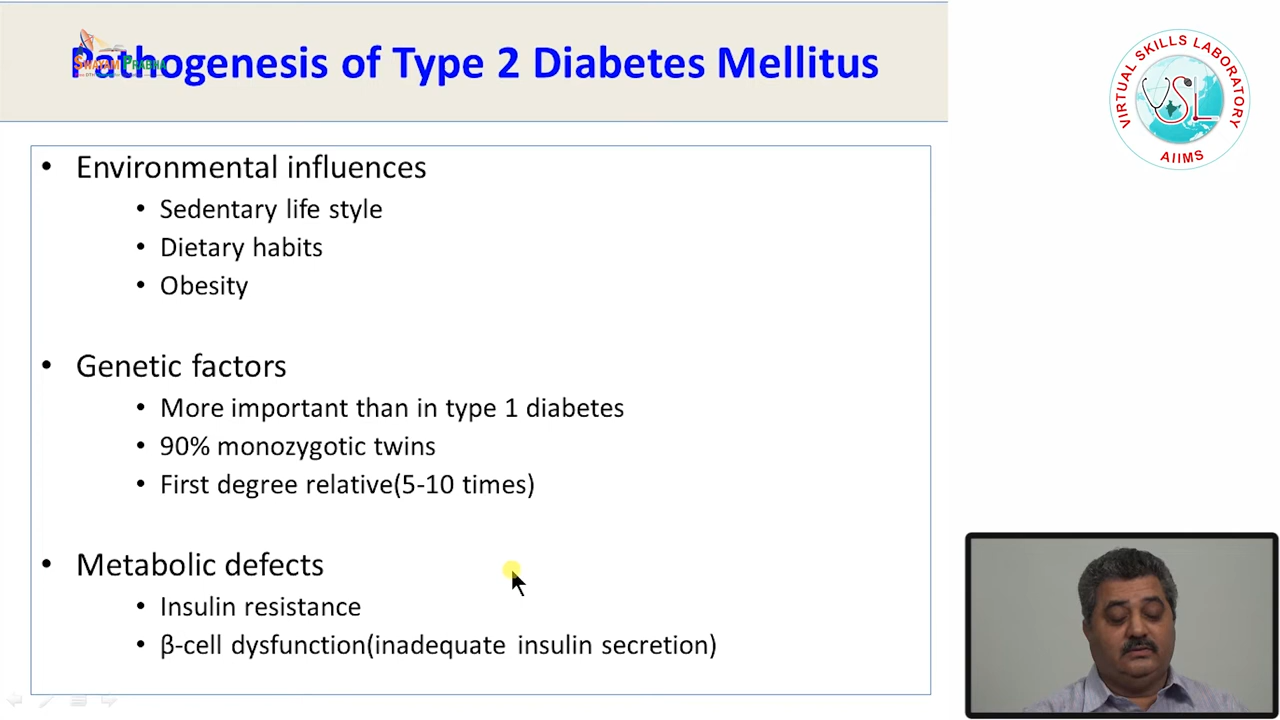 Pathogenesis of Type 2 Diabetes Mellitus
SWAYAM PRABHA
VIRTUAL SKILLS LABORATORY
VSL
AIIMS
• Environmental influences
• Sedentary life style
• Dietary habits
• Obesity
• Genetic factors
• More important than in type 1 diabetes
• 90% monozygotic twins
• First degree relative(5-10 times)
• Metabolic defects
• Insulin resistance
• β-cell dysfunction(inadequate insulin secretion)